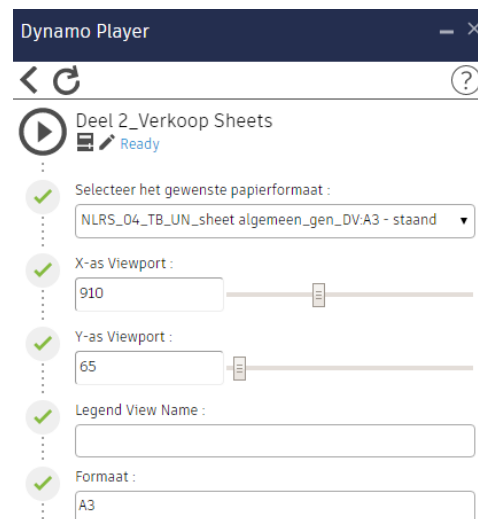 Dynamo Player
Deel 2_Verkoop Sheets
Ready
Selecteer het gewenste papierformaat :
NLRS_04_TB_UN_sheet algemeen_gen_DV:A3 - staand
X-as Viewport :
910
Y-as Viewport :
65
Legend View Name :
Formaat :
A3